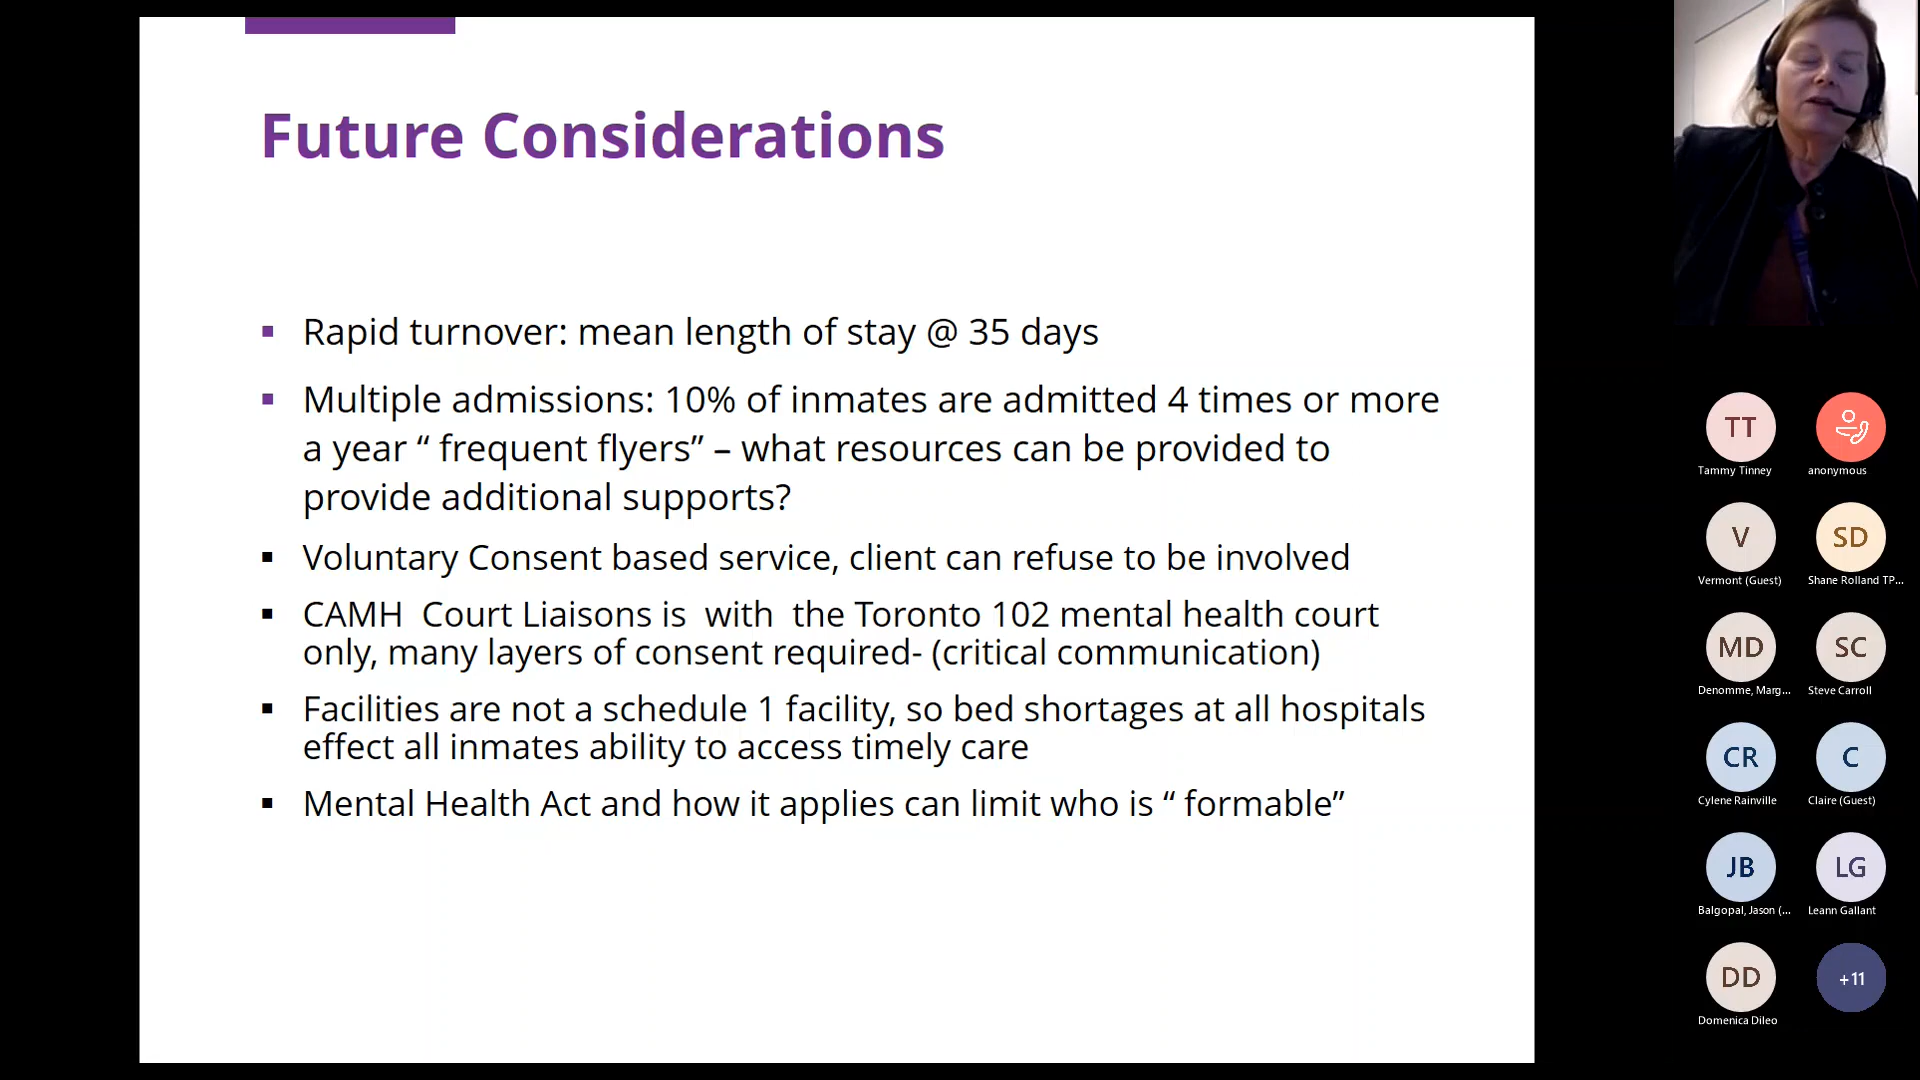 Future Considerations
▪ Rapid turnover: mean length of stay @ 35 days
▪ Multiple admissions: 10% of inmates are admitted 4 times or more
a year “ frequent flyers” – what resources can be provided to
provide additional supports?
▪ Voluntary Consent based service, client can refuse to be involved
▪ CAMH  Court Liaisons is  with  the Toronto 102 mental health court
only, many layers of consent required- (critical communication)
▪ Facilities are not a schedule 1 facility, so bed shortages at all hospitals
effect all inmates ability to access timely care
▪ Mental Health Act and how it applies can limit who is “ formable”
TT
Tammy Tinney
anonymous
V
Vermont (Guest)
SD
Shane Rolland TP...
MD
Denomme, Marg...
SC
Steve Carroll
CR
Cylene Rainville
C
Claire (Guest)
JB
Balgopal, Jason (...
LG
Leann Gallant
DD
Domenica Dileo
+11